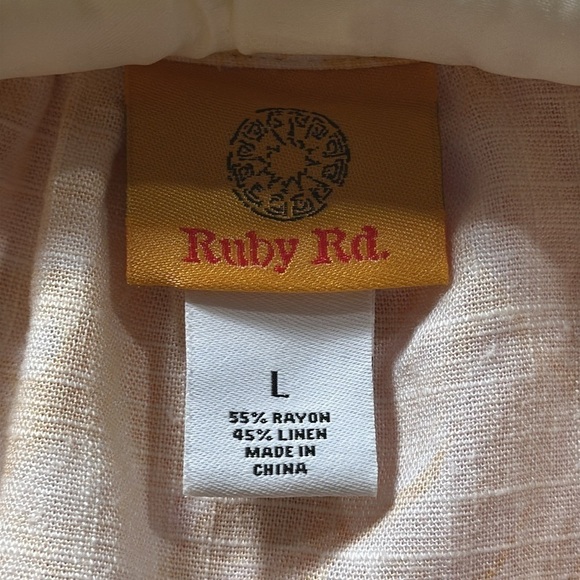 Ruby Rd.
L
55% RAYON
45% LINEN
MADE IN
CHINA